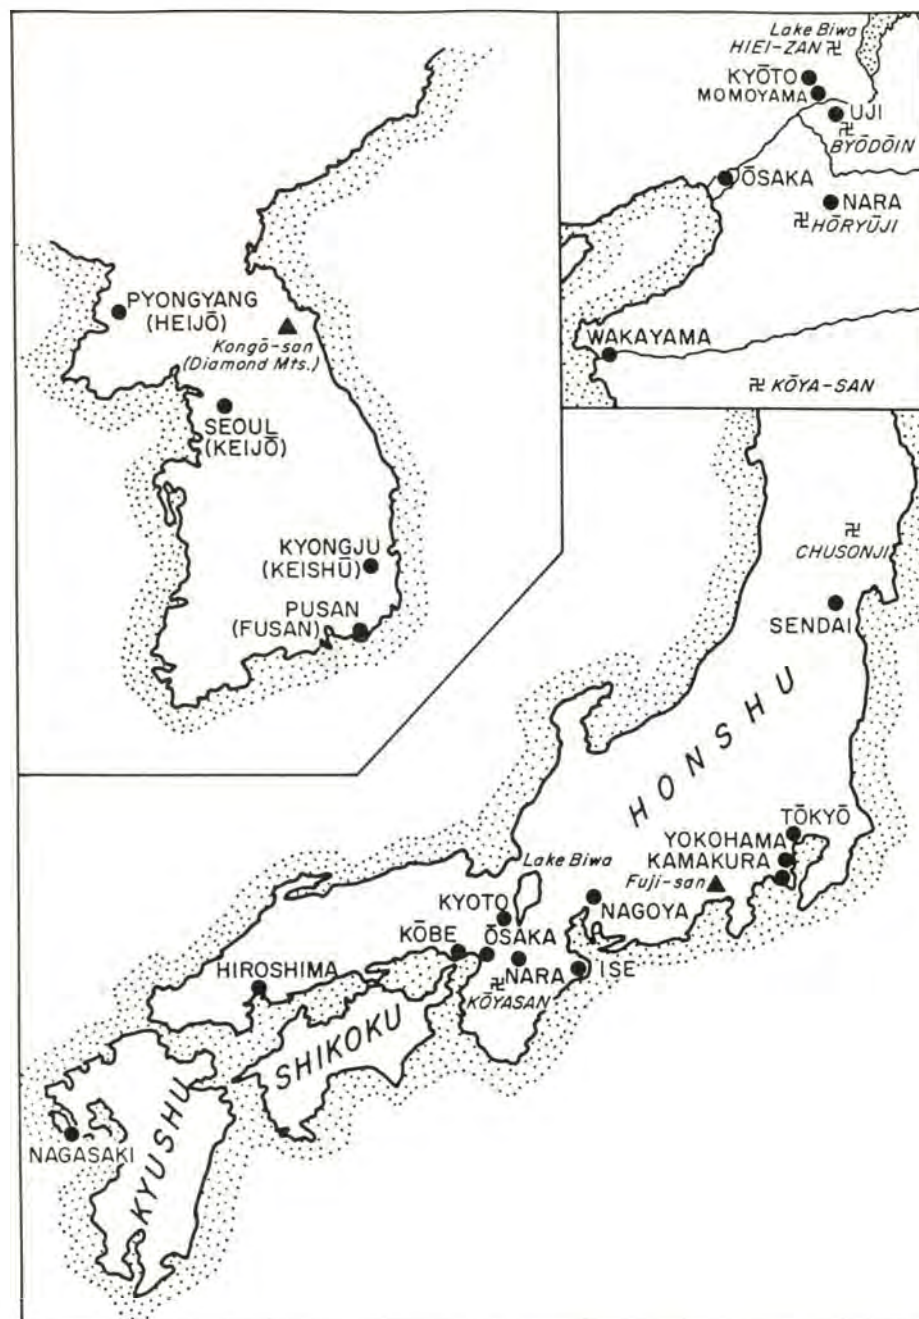 PYONGYANG
(HEIJŌ)
Kongō-san
(Diamond Mts.)
SEOUL
(KEIJŌ)
KYONGJU
(KEISHŪ)
PUSAN
(FUSAN)
Lake Biwa
HIEI-ZAN 卍
KYŌTO
MOMOYAMA
UJI
卍
BYŌDŌIN
ŌSAKA
NARA
卍 HŌRYŪJI
WAKAYAMA
卍 KŌYA-SAN
卍
CHUSONJI
SENDAI
HONSHU
TŌKYŌ
YOKOHAMA
KAMAKURA
Fuji-san
Lake Biwa
NAGOYA
KYOTO
KŌBE
ŌSAKA
NARA
ISE
卍
KŌYASAN
HIROSHIMA
SHIKOKU
KYUSHU
NAGASAKI